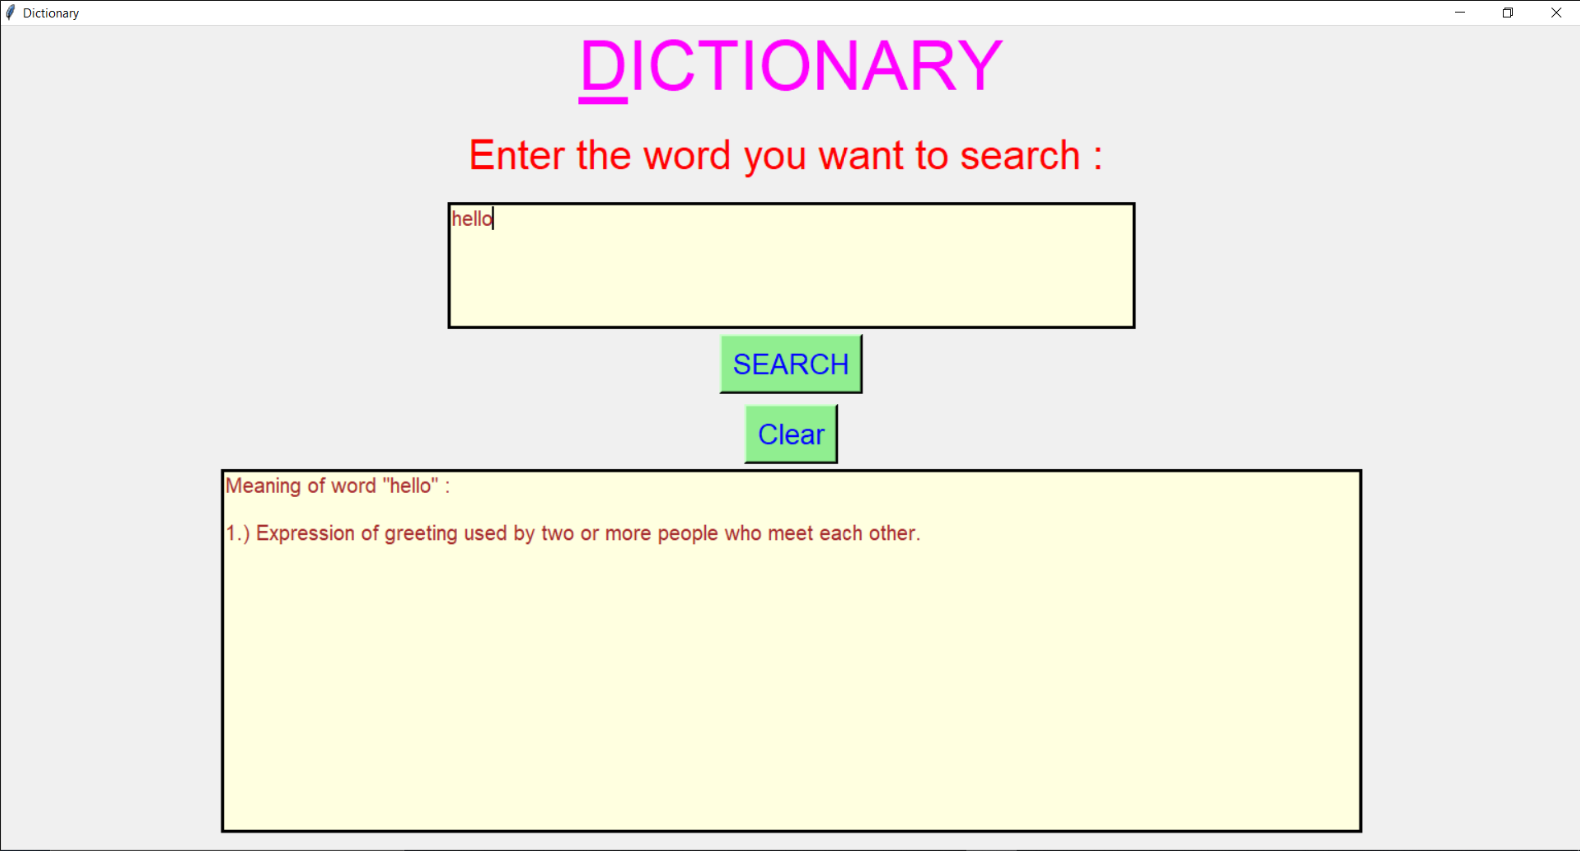 Dictionary
DICTIONARY
Enter the word you want to search :
hello
SEARCH
Clear
Meaning of word "hello" :
1.) Expression of greeting used by two or more people who meet each other.